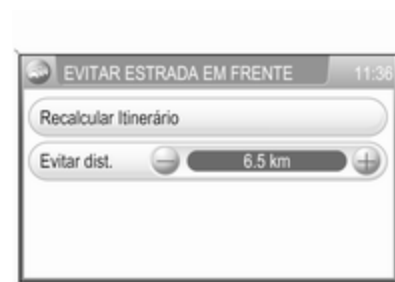 EVITAR ESTRADA EM FRENTE 11:36
Recalcular Itinerário
Evitar dist. 6.5 km